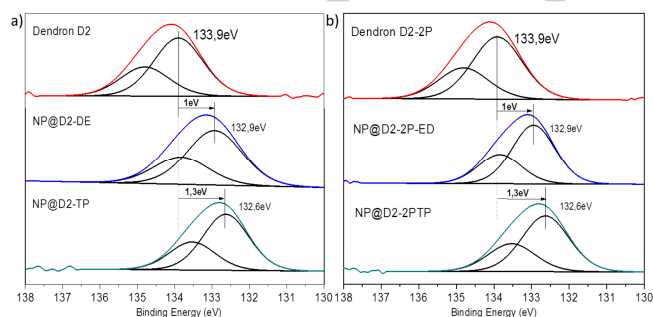 a)
Dendron D2
133,9eV
1eV
NP@D2-DE
132,9eV
1,3eV
NP@D2-TP
132,6eV
138 137 136 135 134 133 132 131 130
Binding Energy (eV)
b)
Dendron D2-2P
133,9eV
1eV
NP@D2-2P-ED
132,9eV
1,3eV
NP@D2-2PTP
132,6eV
138 137 136 135 134 133 132 131 130
Binding Energy (eV)